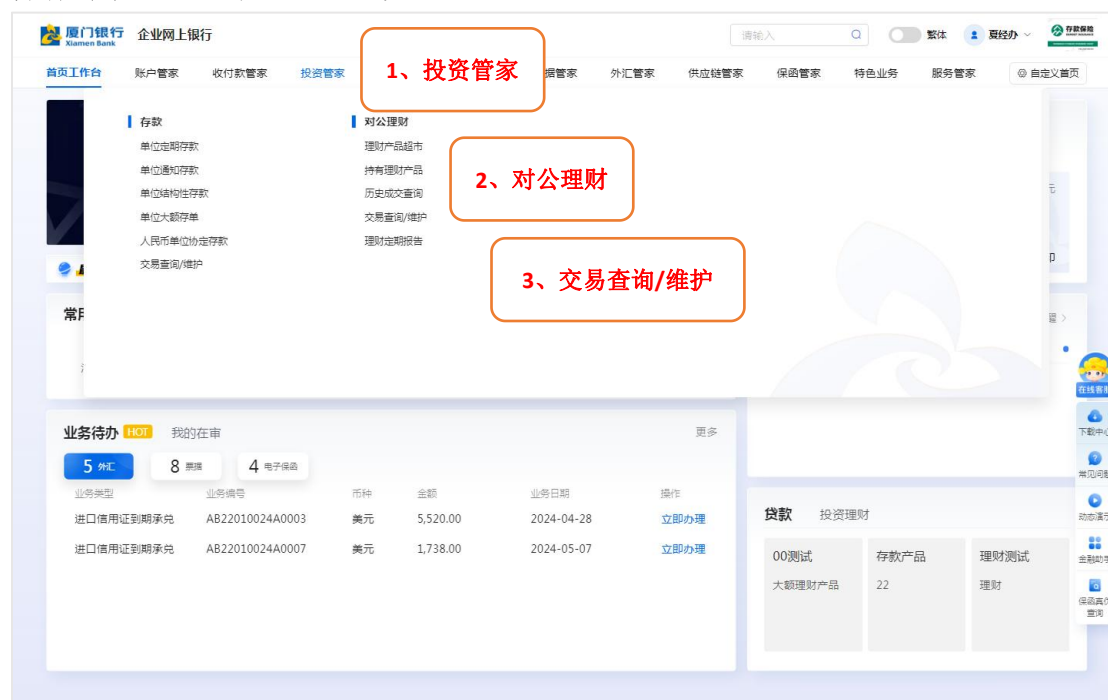 厦门银行 企业网上银行
Xiamen Bank
请输入
繁体
夏经办
存款保险
首页工作台 账户管家 收付款管家 投资管家 据管家 外汇管家 供应链管家 保函管家 特色业务 服务管家 自定义首页
1、投资管家
存款
单位定期存款
单位通知存款
单位结构性存款
单位大额存单
人民币单位协定存款
交易查询/维护
对公理财
理财产品超市
持有理财产品
历史成交查询
交易查询/维护
理财定期报告
2、对公理财
3、交易查询/维护
元
常用
业务待办 HOT 我的在审 更多
5 外汇 8 票据 4 电子保函
业务类型 业务编号 币种 金额 业务日期 操作
进口信用证到期承兑 AB22010024A0003 美元 5,520.00 2024-04-28 立即办理
进口信用证到期承兑 AB22010024A0007 美元 1,738.00 2024-05-07 立即办理
贷款 投资理财
00测试 存款产品 理财测试
大额理财产品 22 理财
在线客服
下载中心
常见问题
动态演示
金融助手
保函真伪
查询